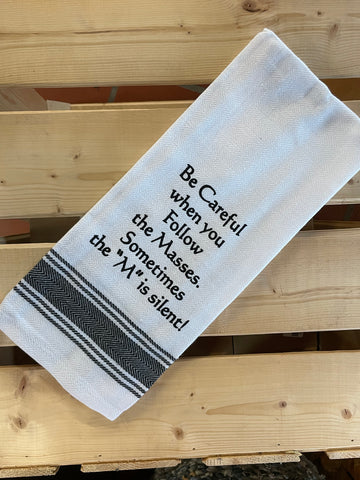 Be Careful
when you
Follow
the Masses.
Sometimes
the "M" is silent!